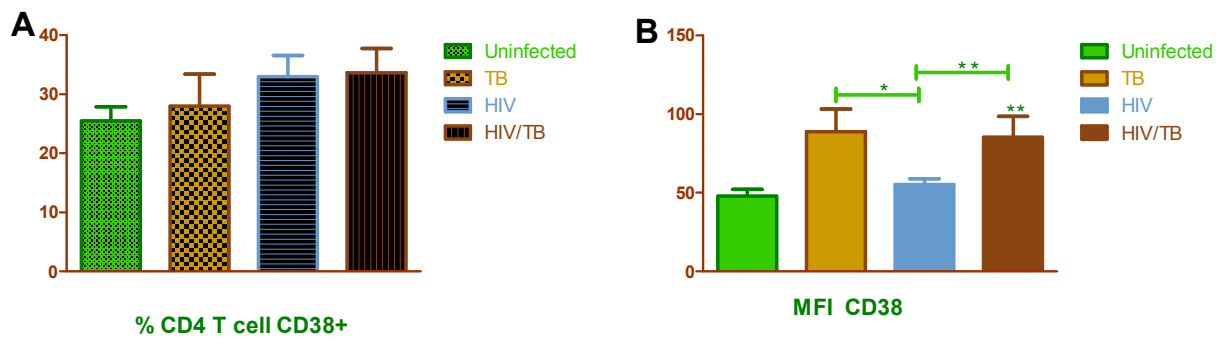 A
40
30
20
10
0
Uninfected
TB
HIV
HIV/TB
% CD4 T cell CD38+
B
150
100
50
0
*
* *
**
Uninfected
TB
HIV
HIV/TB
MFI CD38